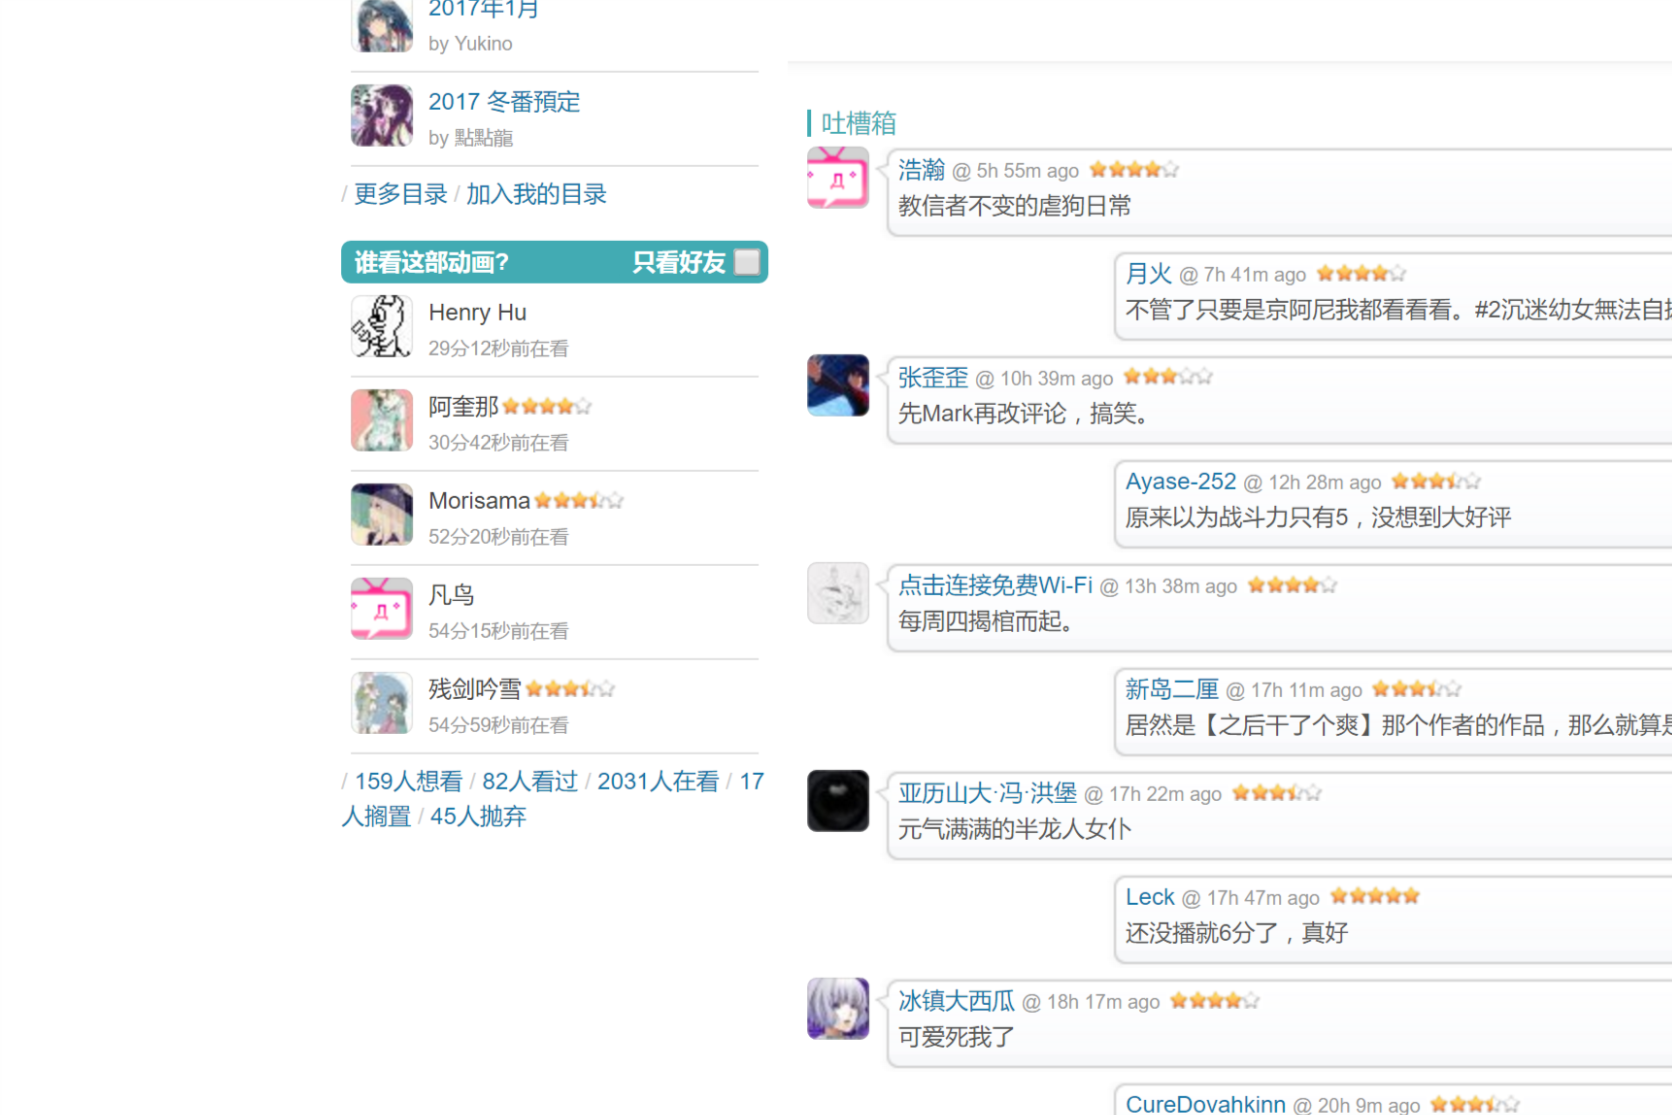 2017年1月
by Yukino
2017 冬番預定
by 點點龍
/ 更多目录 / 加入我的目录
谁看这部动画?
只看好友
Henry Hu
29分12秒前在看
阿奎那
30分42秒前在看
Morisama
52分20秒前在看
凡鸟
54分15秒前在看
残剑吟雪
54分59秒前在看
/ 159人想看 / 82人看过 / 2031人在看 / 17
人搁置 / 45人抛弃
吐槽箱
浩瀚 @ 5h 55m ago
教信者不变的虐狗日常
月火 @ 7h 41m ago
不管了只要是京阿尼我都看看看。#2沉迷幼女無法自
张歪歪 @ 10h 39m ago
先Mark再改评论，搞笑。
Ayase-252 @ 12h 28m ago
原来以为战斗力只有5，没想到大好评
点击连接免费Wi-Fi @ 13h 38m ago
每周四揭棺而起。
新岛二厘 @ 17h 11m ago
居然是【之后干了个爽】那个作者的作品，那么就算是
亚历山大·冯·洪堡 @ 17h 22m ago
元气满满的半龙人女仆
Leck @ 17h 47m ago
还没播就6分了，真好
冰镇大西瓜 @ 18h 17m ago
可爱死我了
CureDovahkinn @ 20h 9m ago